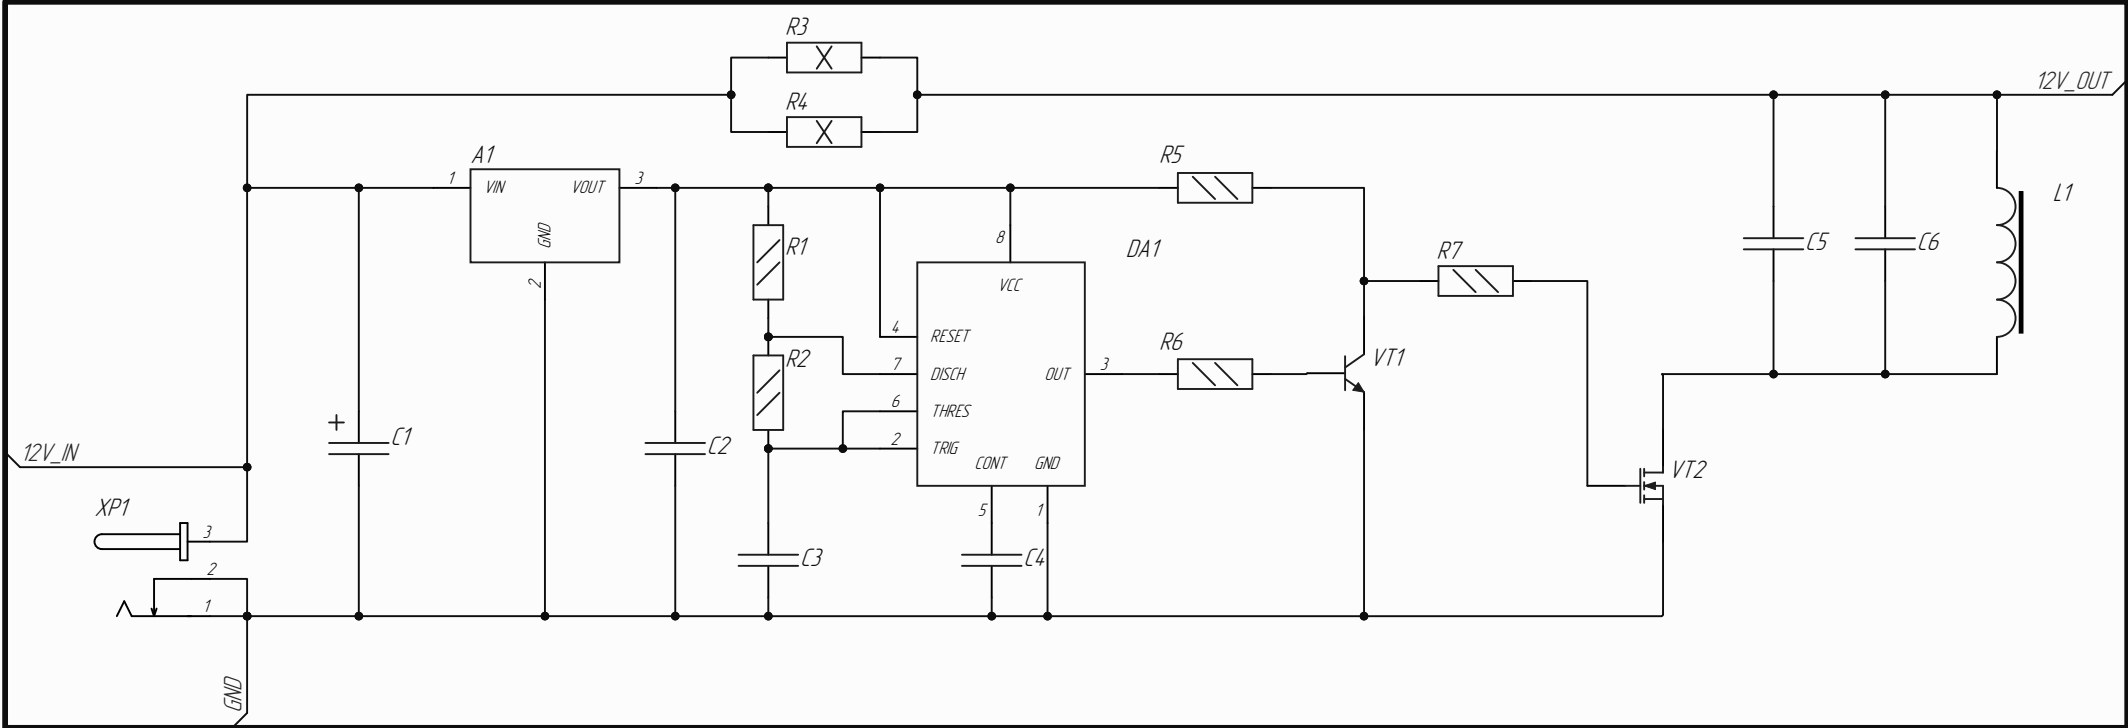 R3
12V_OUT
R4
X
X
A1
R5
1
VIN
VOUT
3
L1
GND
R1
8
DA1
C5
C6
R7
2
VCC
4
RESET
R6
VT1
R2
7
DISCH
OUT
3
6
THRES
+
C1
C2
2
TRIG
12V_IN
CONT
GND
VT2
XP1
5
1
3
C3
C4
2
1
GND